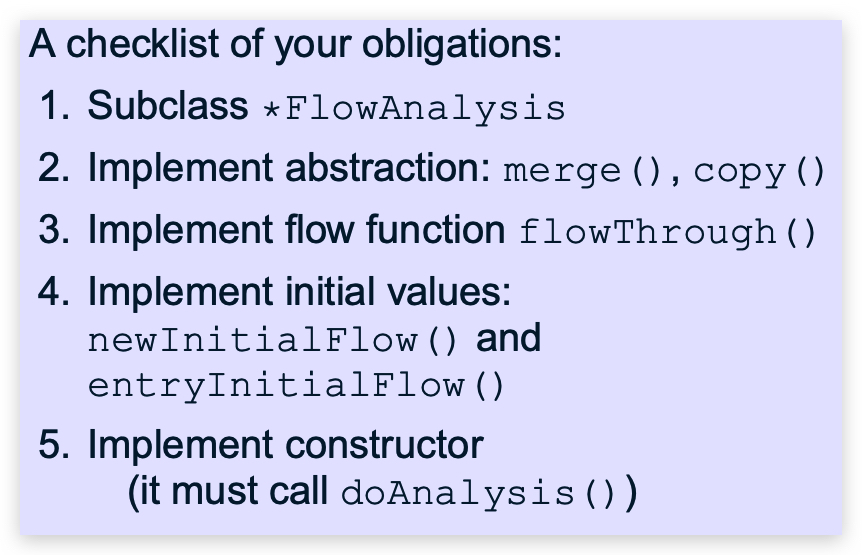 A checklist of your obligations:
1. Subclass *FlowAnalysis
2. Implement abstraction: merge(), copy()
3. Implement flow function flowThrough()
4. Implement initial values:
newInitialFlow() and
entryInitialFlow()
5. Implement constructor
(it must call doAnalysis())